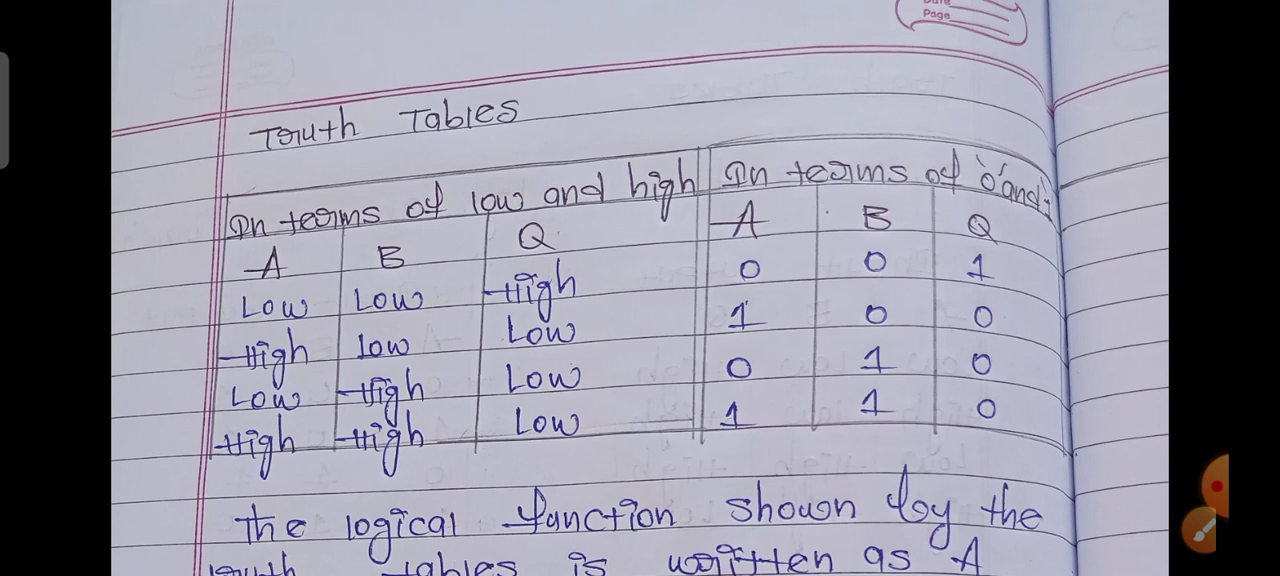 Date
Page
Truth Tables
In terms of low and high In terms of '0' and
A B Q A B Q
Low Low High 0 0 1
High Low Low 1 0 0
Low High Low 0 1 0
High High Low 1 1 0
The logical function shown by the
truth tables is written as A